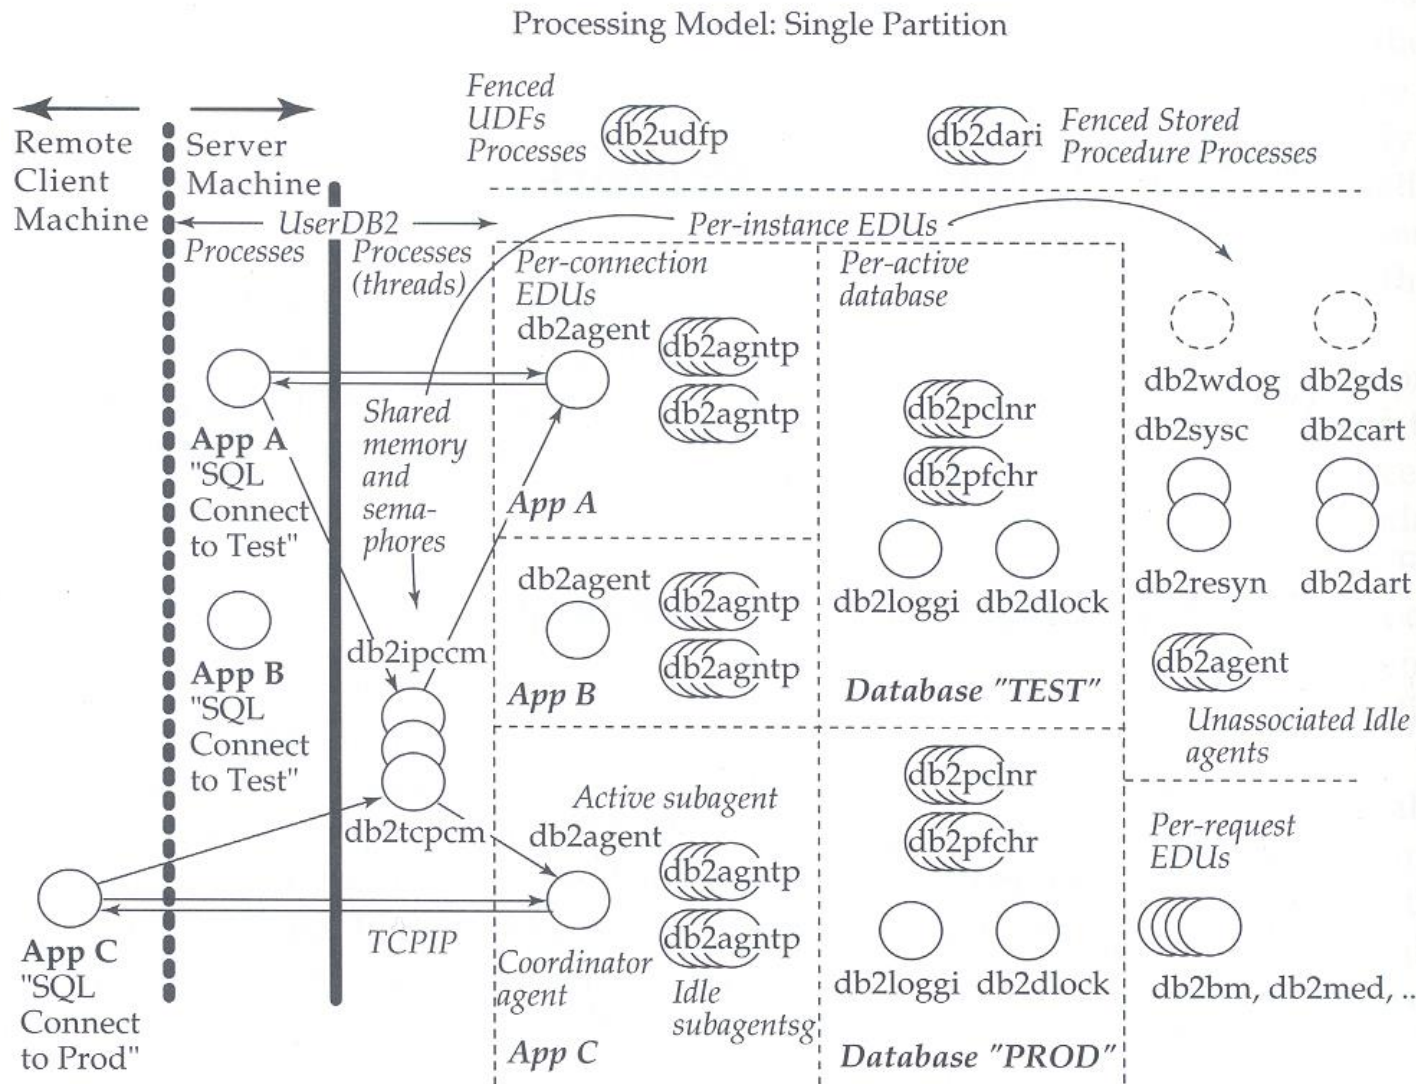 Processing Model: Single Partition
Fenced
UDFs
Processes
db2udfp
db2dari
Fenced Stored
Procedure Processes
Remote
Client
Machine
Server
Machine
UserDB2
Processes
Processes
(threads)
Per-instance EDUs
Per-connection
EDUs
db2agent
db2agntp
db2agntp
App A
Per-active
database
db2pclnr
db2pfchr
db2loggi
db2dlock
Database "TEST"
db2wdog
db2gds
db2sysc
db2cart
db2resyn
db2dart
db2agent
Unassociated Idle
agents
App A
"SQL
Connect
to Test"
Shared
memory
and
sema-
phores
App B
"SQL
Connect
to Test"
db2ipccm
db2tcpcm
db2agent
db2agntp
db2agntp
App B
App C
"SQL
Connect
to Prod"
TCPIP
Active subagent
db2agent
db2agntp
db2agntp
Coordinator
agent
Idle
subagentsg
App C
db2pclnr
db2pfchr
db2loggi
db2dlock
Database "PROD"
Per-request
EDUs
db2bm, db2med, ..